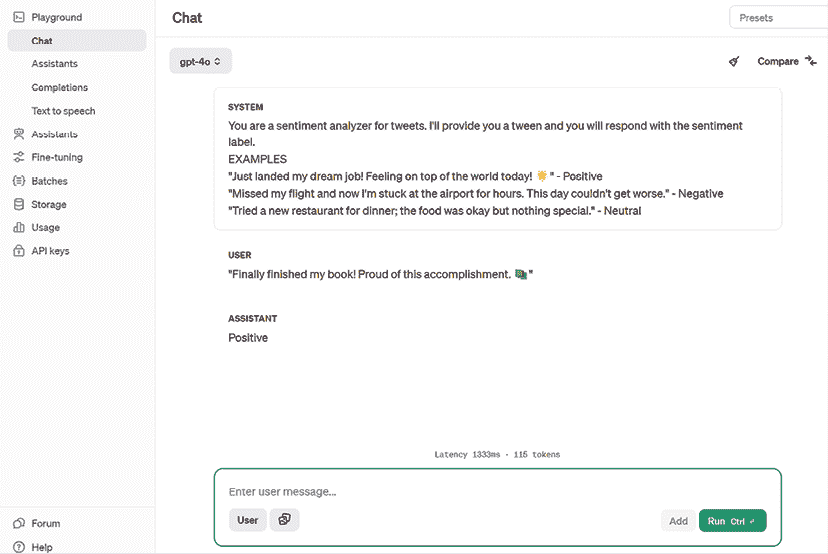 Playground
Chat
Assistants
Completions
Text to speech
Assistants
Fine-tuning
Batches
Storage
Usage
API keys
Forum
Help
Chat
Presets
gpt-4o
Compare
SYSTEM
You are a sentiment analyzer for tweets. I'll provide you a tween and you will respond with the sentiment
label.
EXAMPLES
"Just landed my dream job! Feeling on top of the world today! 🌟 " - Positive
"Missed my flight and now I'm stuck at the airport for hours. This day couldn't get worse." - Negative
"Tried a new restaurant for dinner; the food was okay but nothing special." - Neutral
USER
"Finally finished my book! Proud of this accomplishment. 📚 "
ASSISTANT
Positive
Latency 1333ms · 115 tokens
Enter user message...
User
Add
Run Ctrl ⏎